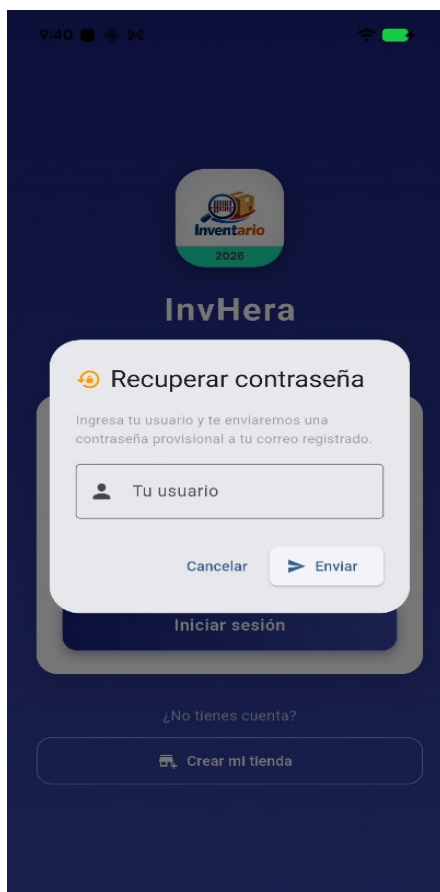 9:40
Inventario
2026
InvHera
Recuperar contraseña
Ingresa tu usuario y te enviaremos una
contraseña provisional a tu correo registrado.
Tu usuario
Cancelar
Enviar
Iniciar sesión
¿No tienes cuenta?
Crear mi tienda